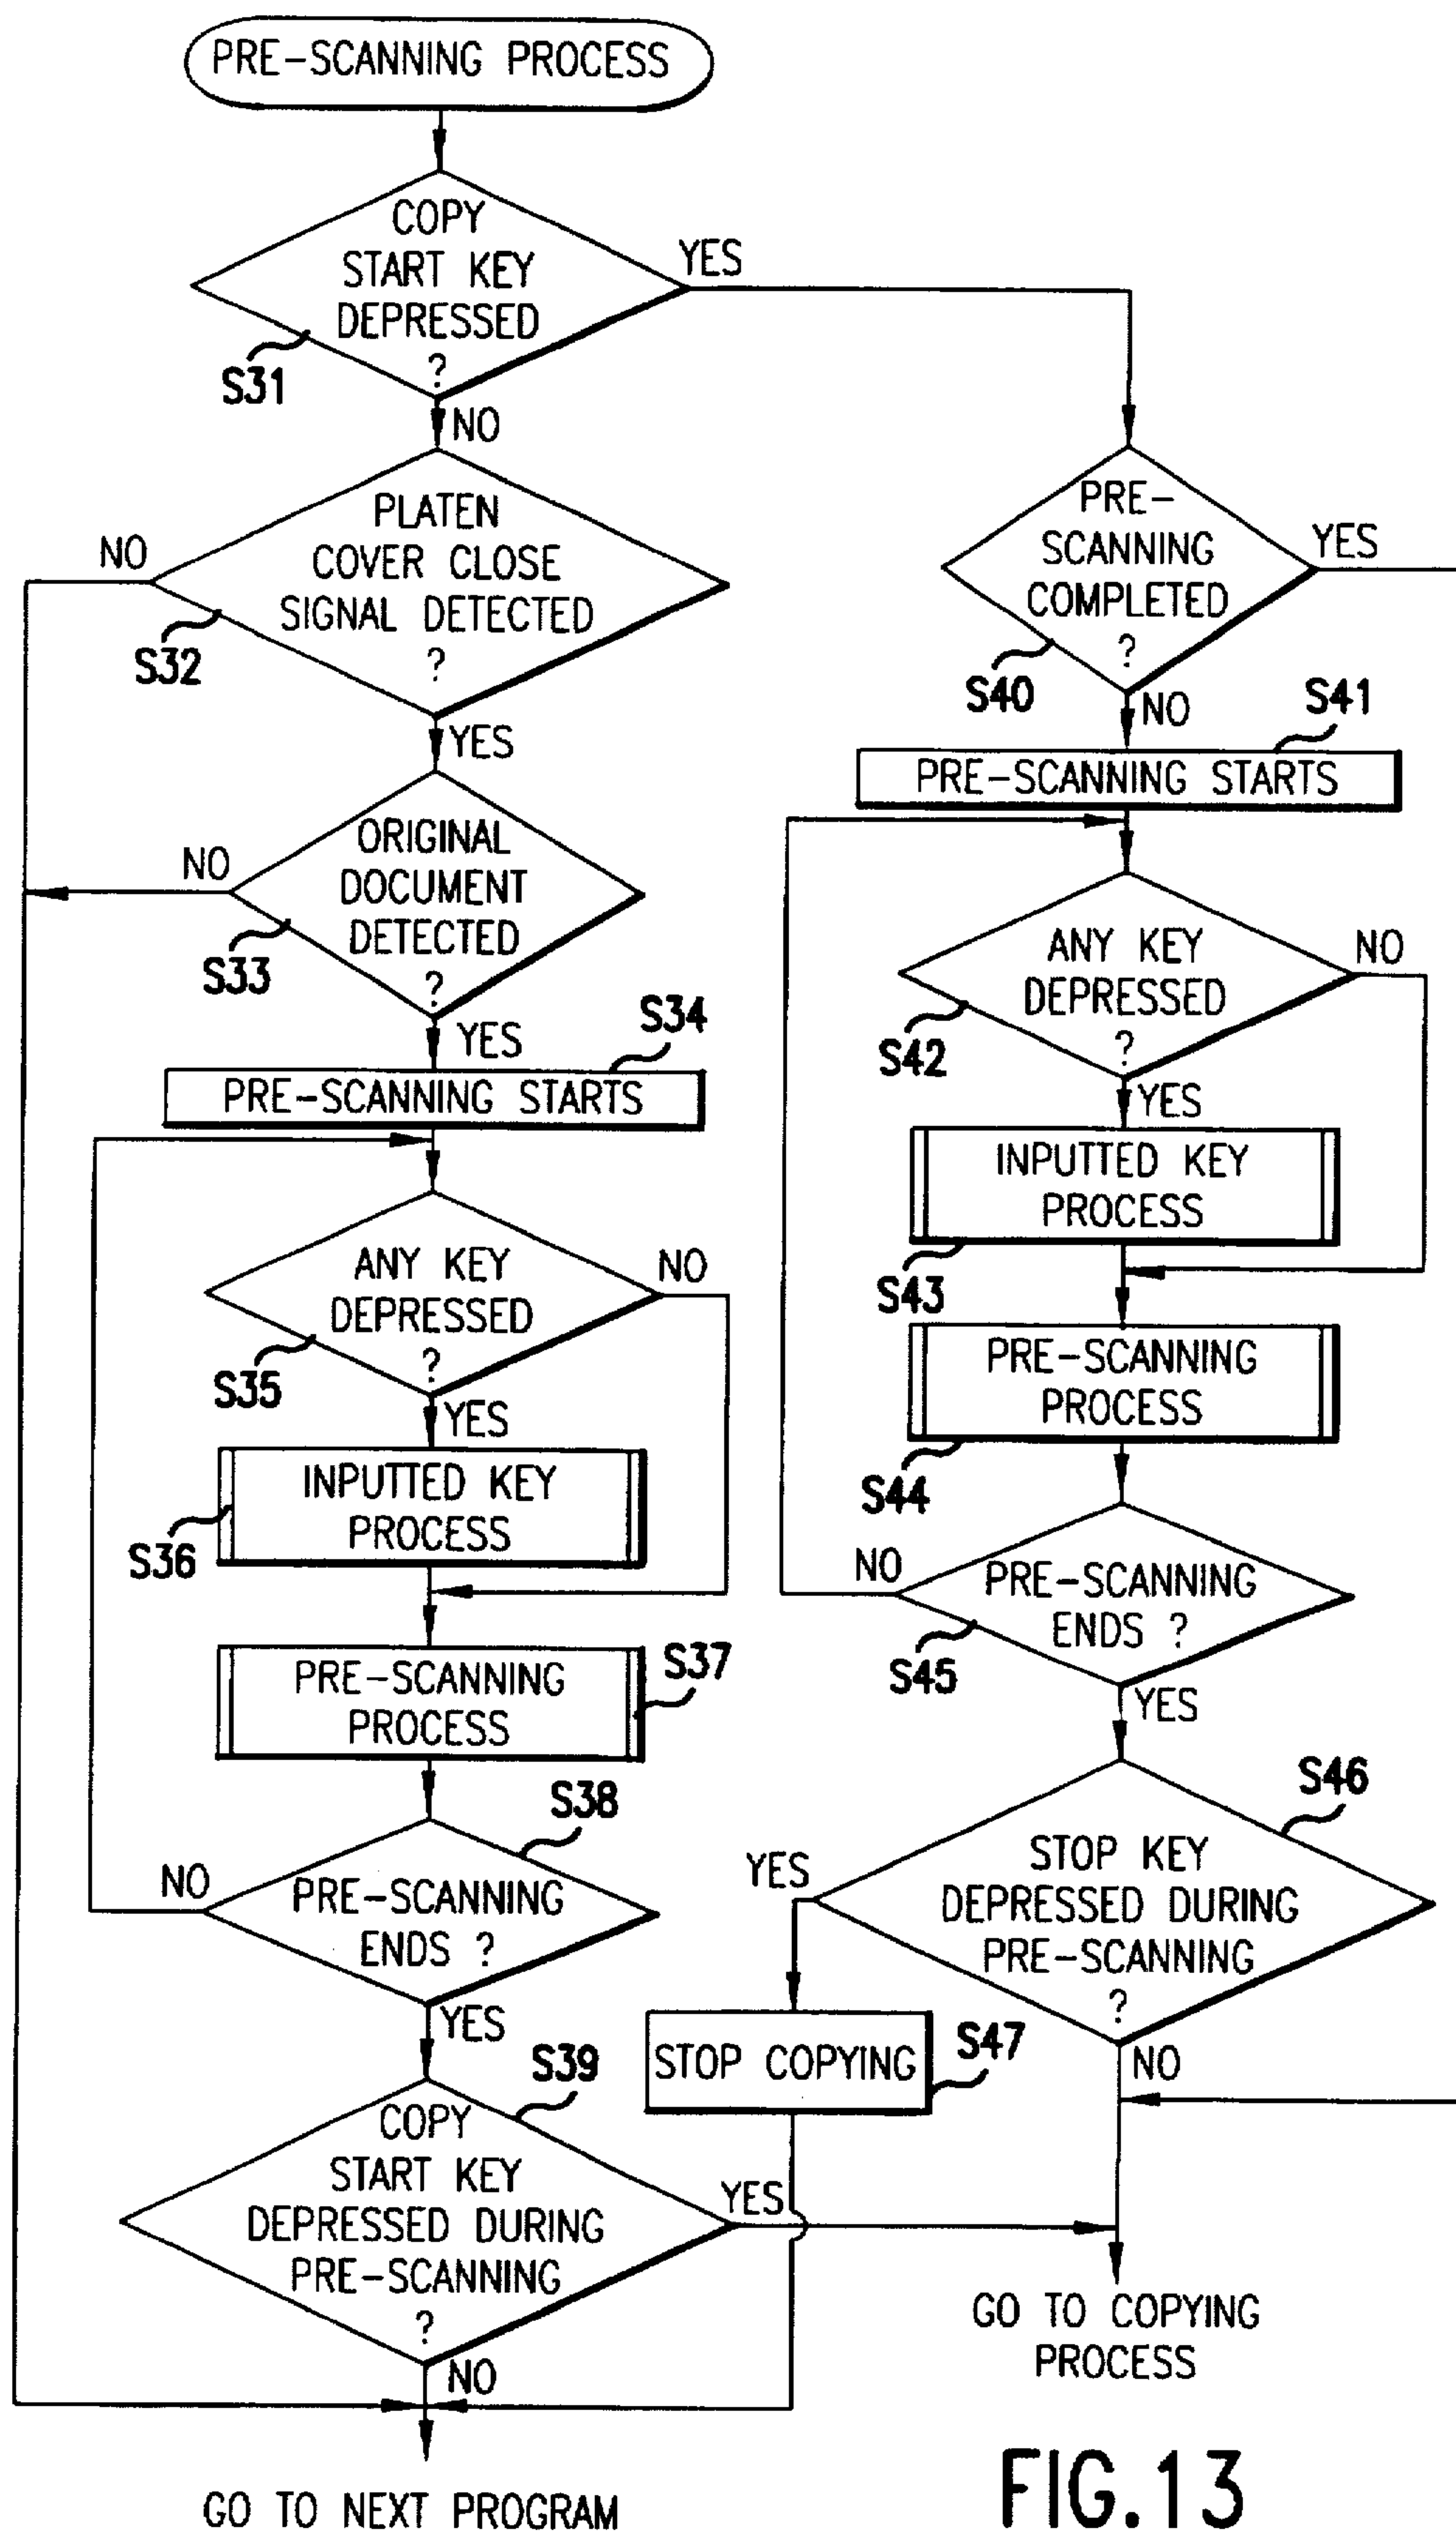 PRE-SCANNING PROCESS
COPY
START KEY
DEPRESSED
?
S31
YES
NO
PLATEN
COVER CLOSE
SIGNAL DETECTED
?
S32
NO
YES
ORIGINAL
DOCUMENT
DETECTED
?
S33
NO
YES
S34
PRE-SCANNING STARTS
ANY KEY
DEPRESSED
?
S35
NO
YES
INPUTTED KEY
PROCESS
S36
PRE-SCANNING
PROCESS
S37
S38
PRE-SCANNING
ENDS ?
NO
YES
S39
COPY
START KEY
DEPRESSED DURING
PRE-SCANNING
?
YES
NO
GO TO NEXT PROGRAM
PRE-
SCANNING
COMPLETED
?
S40
YES
NO
S41
PRE-SCANNING STARTS
ANY KEY
DEPRESSED
?
S42
NO
YES
INPUTTED KEY
PROCESS
S43
PRE-SCANNING
PROCESS
S44
PRE-SCANNING
ENDS ?
S45
NO
YES
S46
STOP KEY
DEPRESSED DURING
PRE-SCANNING
?
YES
NO
STOP COPYING
S47
GO TO COPYING
PROCESS
FIG.13